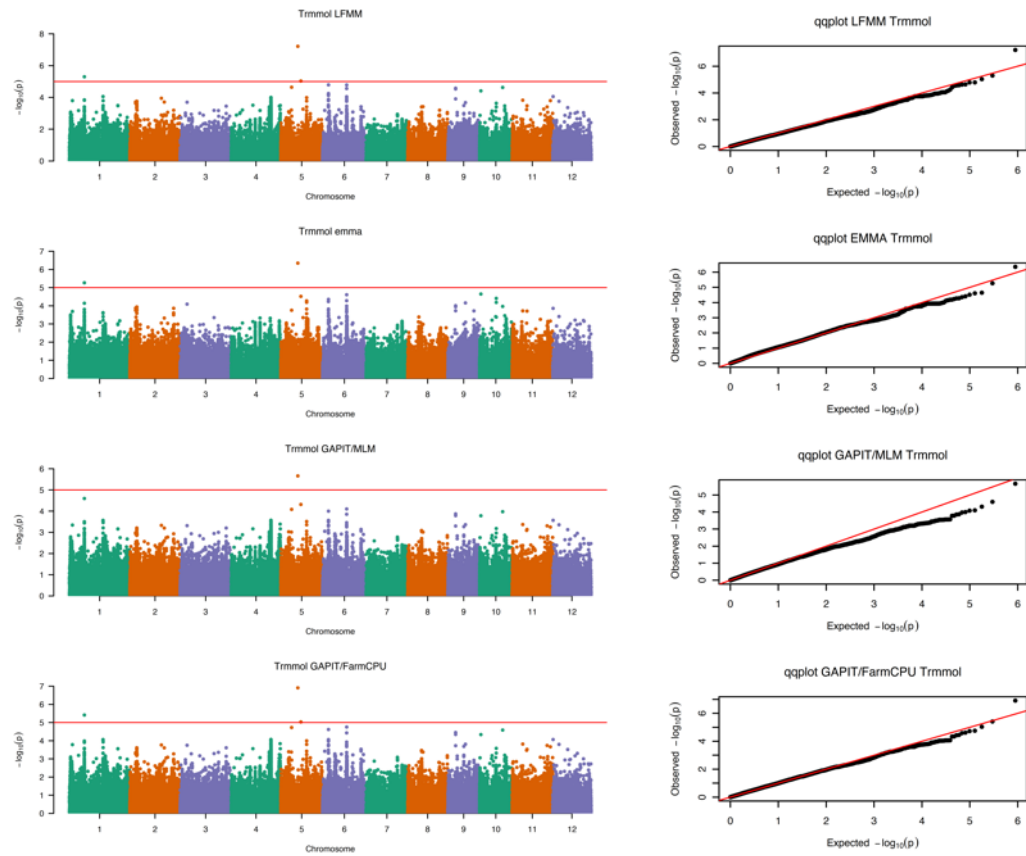 Trmmol LFMM
8
6
4
2
0
−log10(p)
1 2 3 4 5 6 7 8 9 10 11 12
Chromosome
qqplot LFMM Trmmol
6
4
2
0
Observed −log10(p)
0 1 2 3 4 5 6
Expected −log10(p)
Trmmol emma
7
6
5
4
3
2
1
0
−log10(p)
1 2 3 4 5 6 7 8 9 10 11 12
Chromosome
qqplot EMMA Trmmol
6
5
4
3
2
1
0
Observed −log10(p)
0 1 2 3 4 5 6
Expected −log10(p)
Trmmol GAPIT/MLM
6
5
4
3
2
1
0
−log10(p)
1 2 3 4 5 6 7 8 9 10 11 12
Chromosome
qqplot GAPIT/MLM Trmmol
5
4
3
2
1
0
Observed −log10(p)
0 1 2 3 4 5 6
Expected −log10(p)
Trmmol GAPIT/FarmCPU
7
6
5
4
3
2
1
0
−log10(p)
1 2 3 4 5 6 7 8 9 10 11 12
Chromosome
qqplot GAPIT/FarmCPU Trmmol
6
4
2
0
Observed −log10(p)
0 1 2 3 4 5 6
Expected −log10(p)